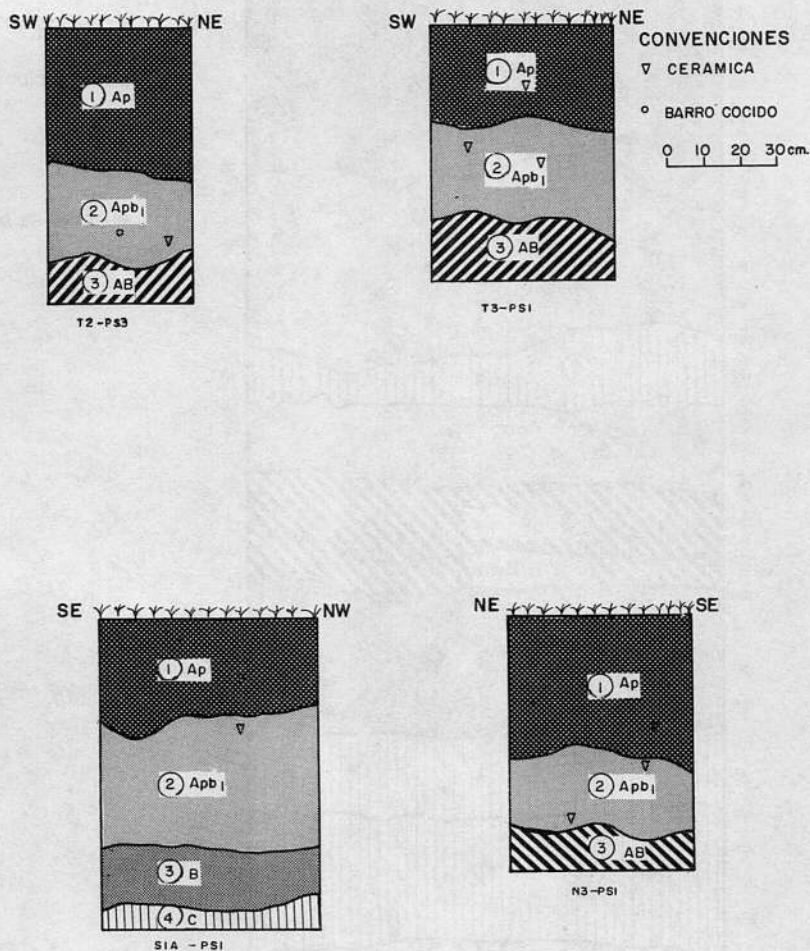 SW NE
① Ap
② Apb1
③ AB
T2-PS3
SW NE
① Ap
② Apb1
③ AB
T3-PS1
CONVENCIONES
CERAMICA
BARRO COCIDO
0 10 20 30cm.
SE NW
① Ap
② Apb1
③ B
④ C
S1A - PS1
NE SE
① Ap
② Apb1
③ AB
N3-PS1